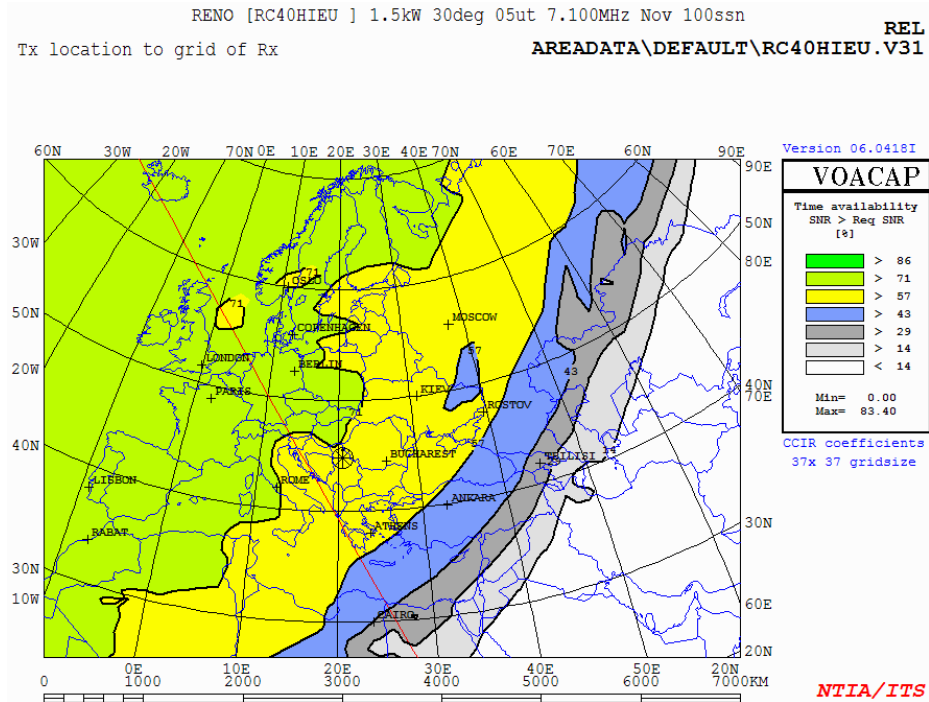 RENO [RC40HIEU ] 1.5kW 30deg 05ut 7.100MHz Nov 100ssn
REL
Tx location to grid of Rx
AREADATA\DEFAULT\RC40HIEU.V31
60N 30W 20W 70N 0E 10E 20E 30E 40E 70N 60E 70E 60N 90E
Version 06.0418I
90E
VOACAP
Time availability
SNR > Req SNR
[%]
> 86
> 71
> 57
> 43
> 29
> 14
< 14
Min= 0.00
Max= 83.40
CCIR coefficients
37x 37 gridsize
50N
30W
80E
71
OSLO
71
50N
MOSCOW
COPENHAGEN
57
LONDON
BERLIN
20W
43
40N
70E
PARIS
KIEV
ROSTOV
71
57
40N
BUCHAREST
TBILISI
14
29
LISBON
ROME
ANKARA
30N
RABAT
ATHENS
30N
10W
60E
CAIRO
20N
0E 10E 20E 30E 40E 50E 20N
0 1000 2000 3000 4000 5000 6000 7000KM
NTIA/ITS